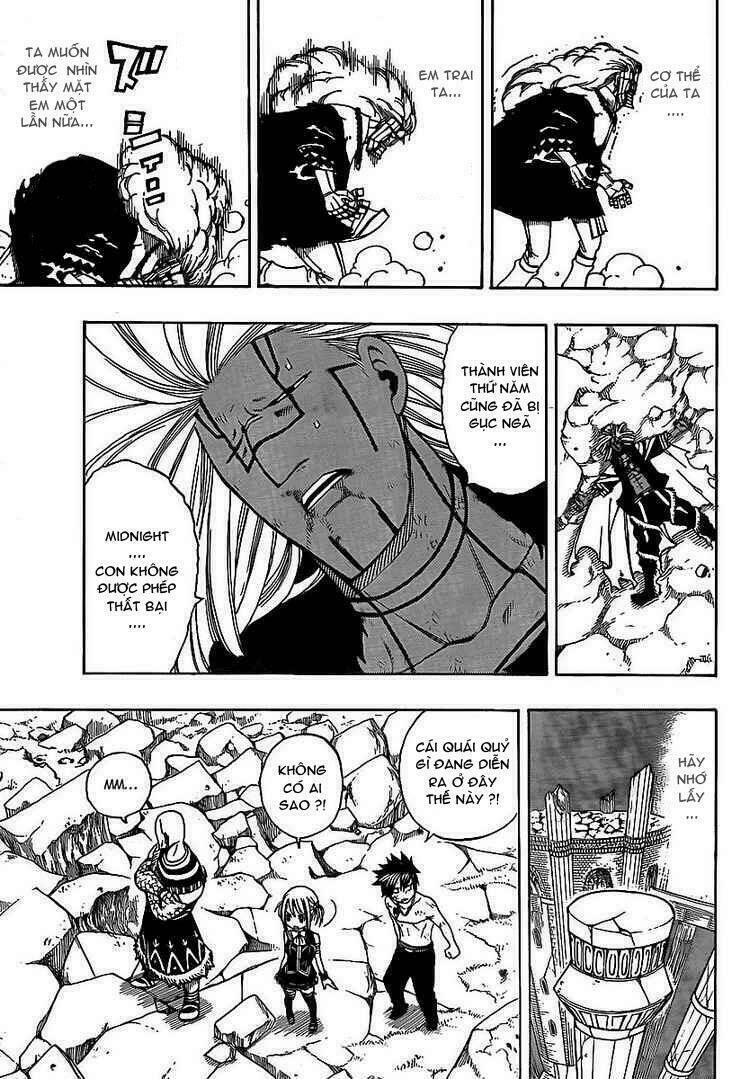 CƠ THỂ
CỦA TA
....
EM TRAI
TA...
TA MUỐN
ĐƯỢC NHÌN
THẤY MẶT
EM MỘT
LẦN NỮA...
THÀNH VIÊN
THỨ NĂM
CŨNG ĐÃ BỊ
GỤC NGÃ
...
MIDNIGHT
....
CON KHÔNG
ĐƯỢC PHÉP
THẤT BẠI
....
HÃY
NHỚ
LẤY
...
CÁI QUÁI QUỶ
GÌ ĐANG DIỄN
RA Ở ĐÂY
THẾ NÀY ?!
KHÔNG
CÓ AI
SAO ?!
MM...